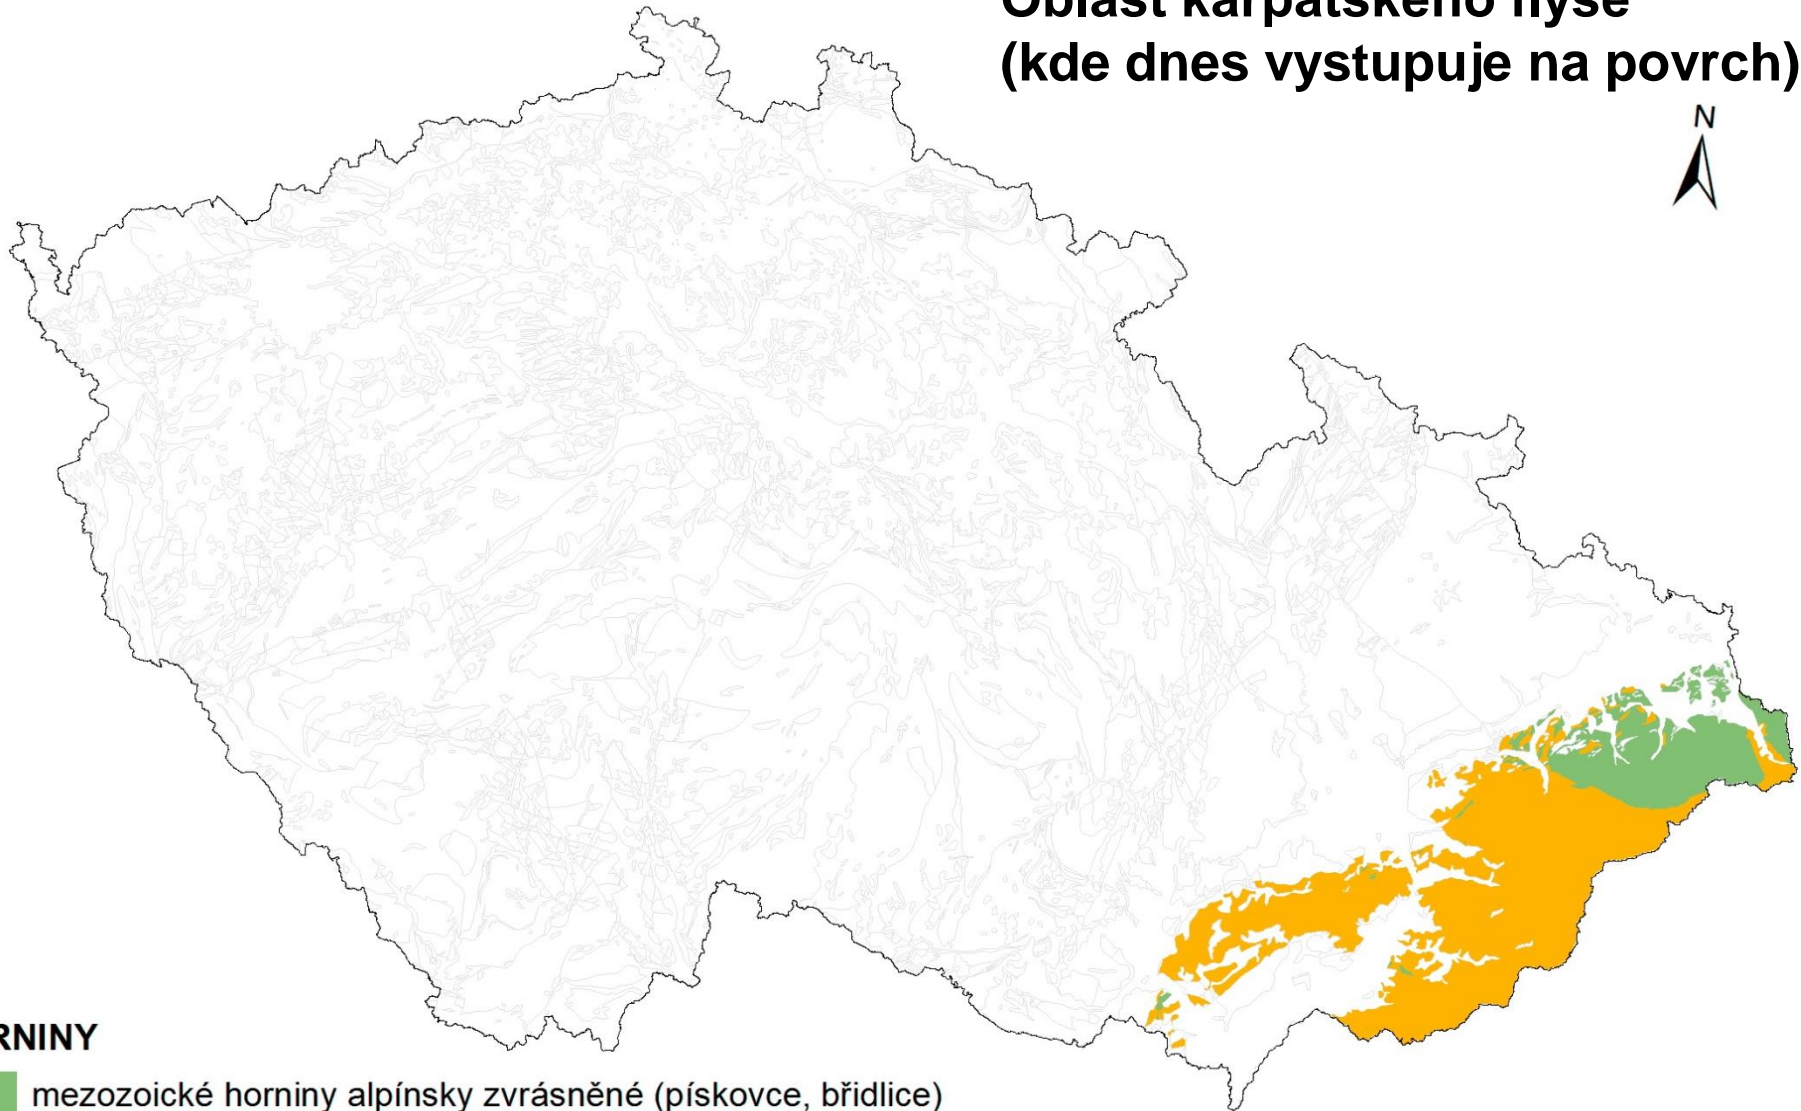 Oblast karpatského flyše
(kde dnes vystupuje na povrch)
N
RNINY
mezozoické horniny alpínsky zvrásněné (pískovce, břidlice)